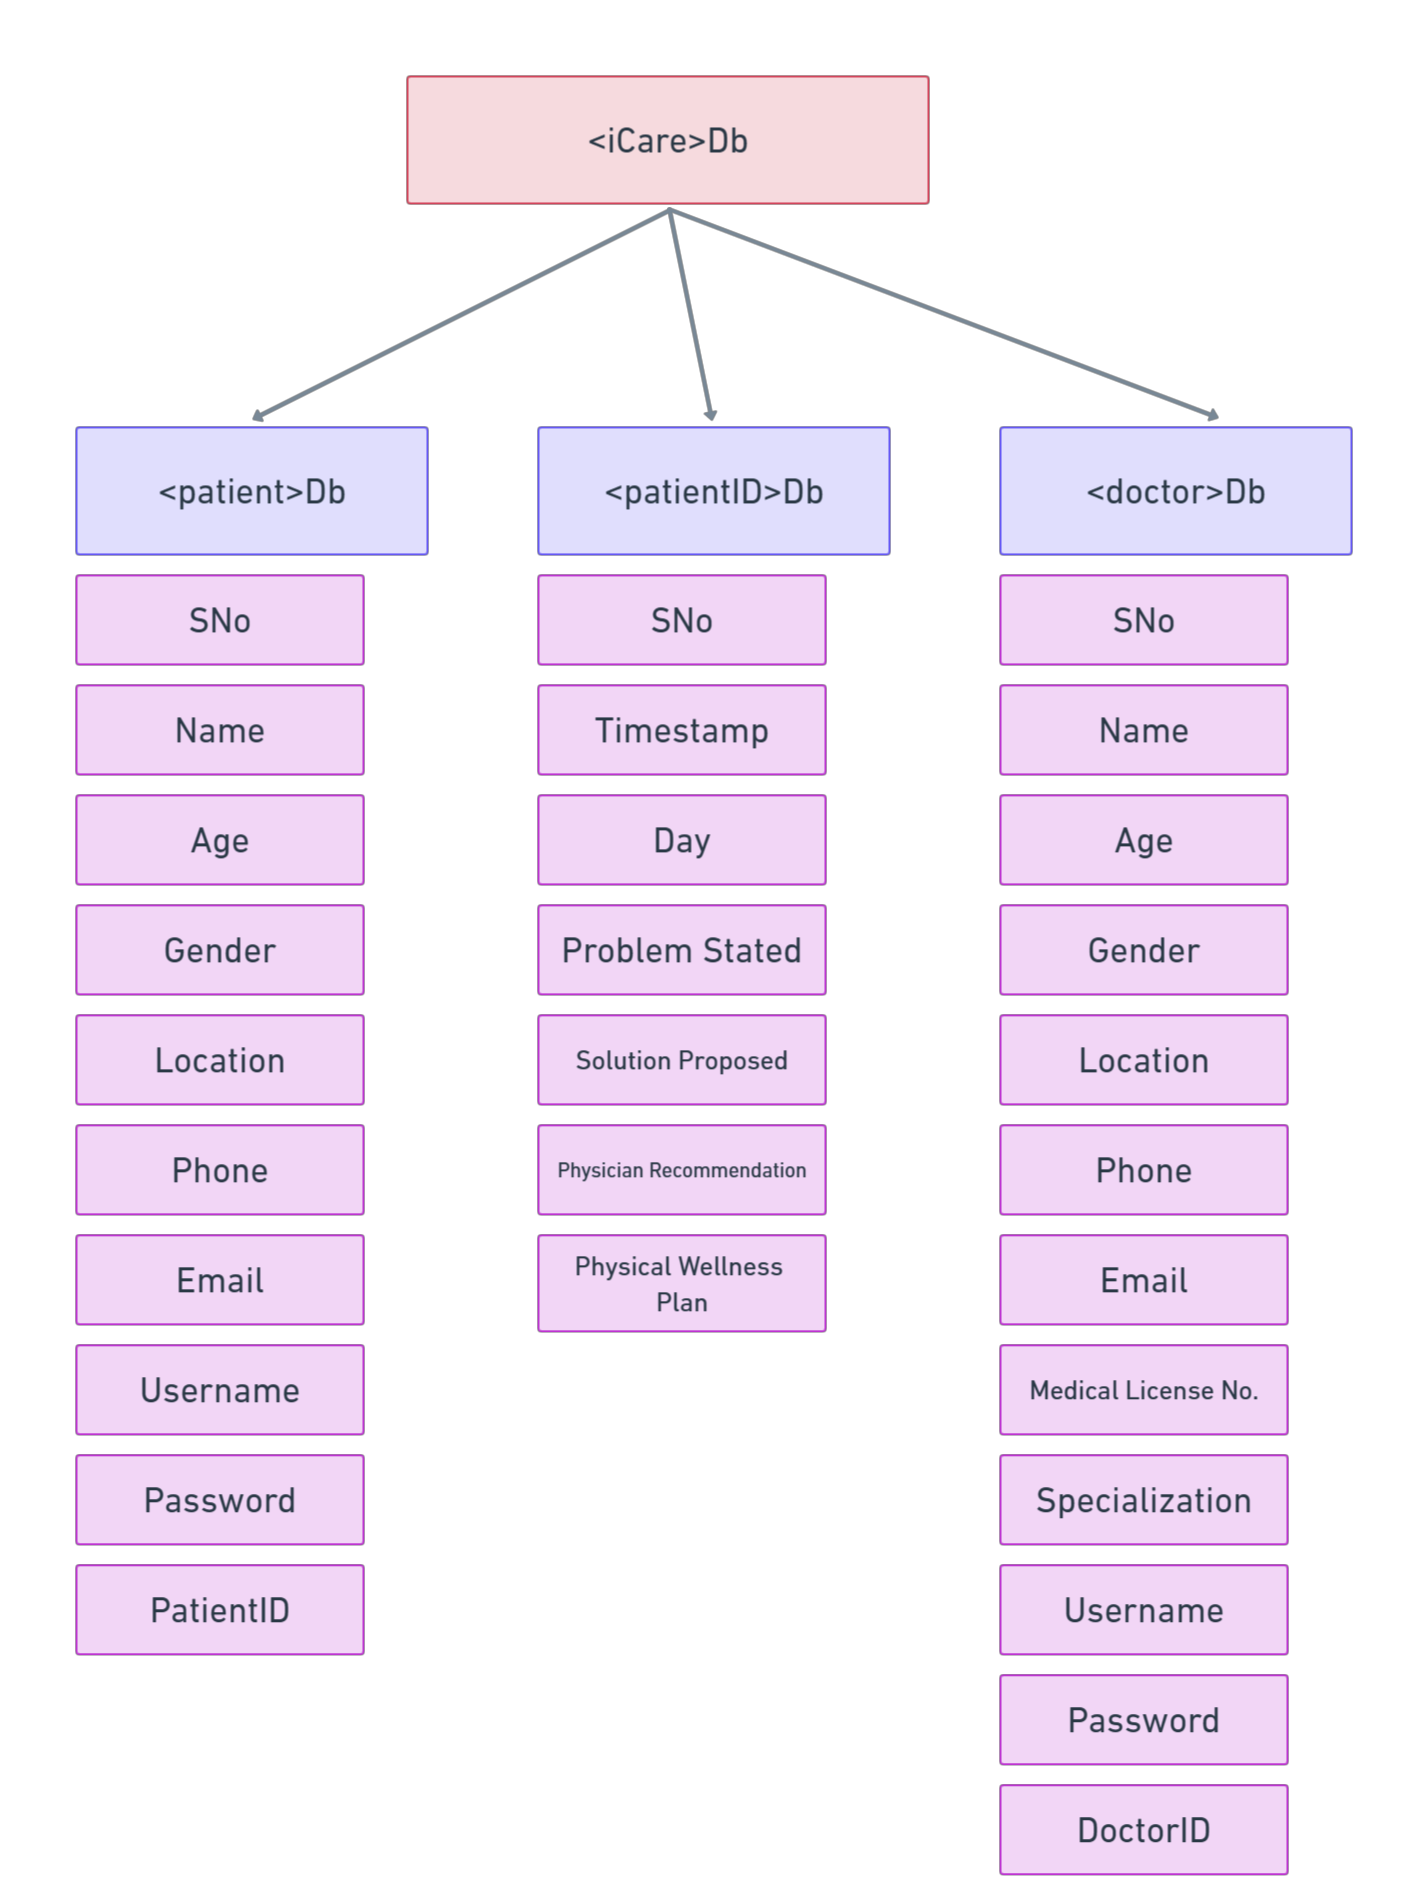 <iCare>Db
<patient>Db
SNo
Name
Age
Gender
Location
Phone
Email
Username
Password
PatientID
<patientID>Db
SNo
Timestamp
Day
Problem Stated
Solution Proposed
Physician Recommendation
Physical Wellness
Plan
<doctor>Db
SNo
Name
Age
Gender
Location
Phone
Email
Medical License No.
Specialization
Username
Password
DoctorID